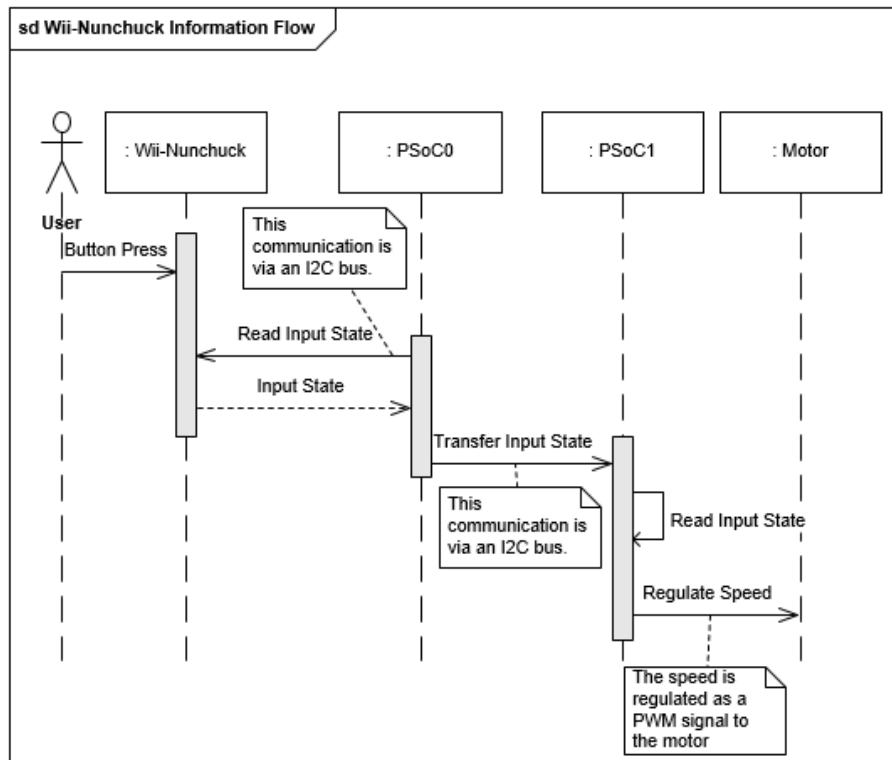 sd Wii-Nunchuck Information Flow
: Wii-Nunchuck
: PSoC0
: PSoC1
: Motor
User
This
communication is
via an I2C bus.
Button Press
Read Input State
Input State
Transfer Input State
This
communication is
via an I2C bus.
Read Input State
Regulate Speed
The speed is
regulated as a
PWM signal to
the motor